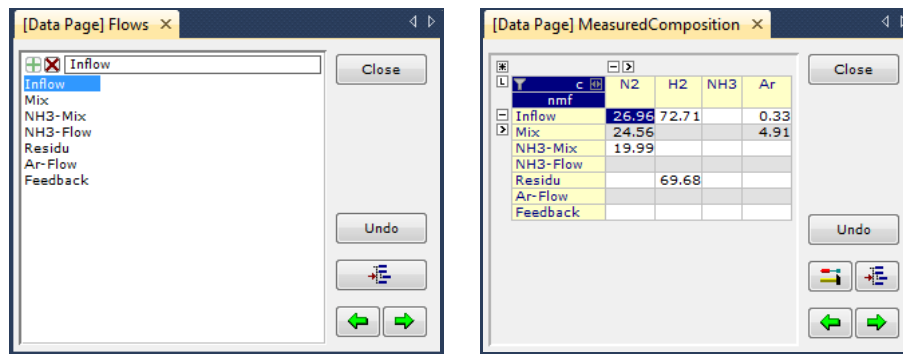 [Data Page] Flows
Inflow
Inflow
Mix
NH3-Mix
NH3-Flow
Residu
Ar-Flow
Feedback
Close
Undo
[Data Page] MeasuredComposition
L c N2 H2 NH3 Ar
nmf
Inflow 26.96 72.71 0.33
Mix 24.56 4.91
NH3-Mix 19.99
NH3-Flow
Residu 69.68
Ar-Flow
Feedback
Close
Undo